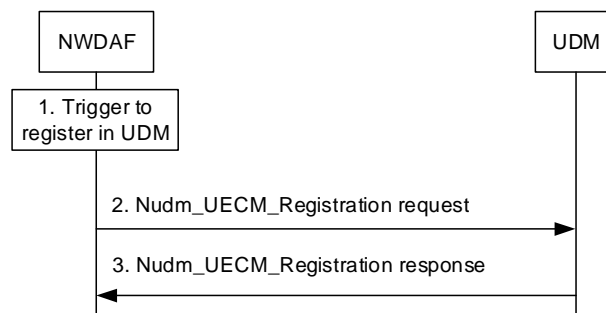 NWDAF
UDM
1. Trigger to
register in UDM
2. Nudm_UECM_Registration request
3. Nudm_UECM_Registration response